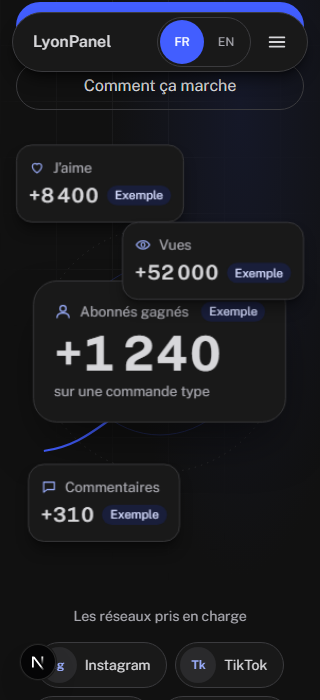 LyonPanel
FR
EN
Comment ça marche
J'aime
+8 400
Exemple
Vues
+52 000
Exemple
Abonnés gagnés
Exemple
+1 240
sur une commande type
Commentaires
+310
Exemple
Les réseaux pris en charge
N
g
Instagram
Tk
TikTok